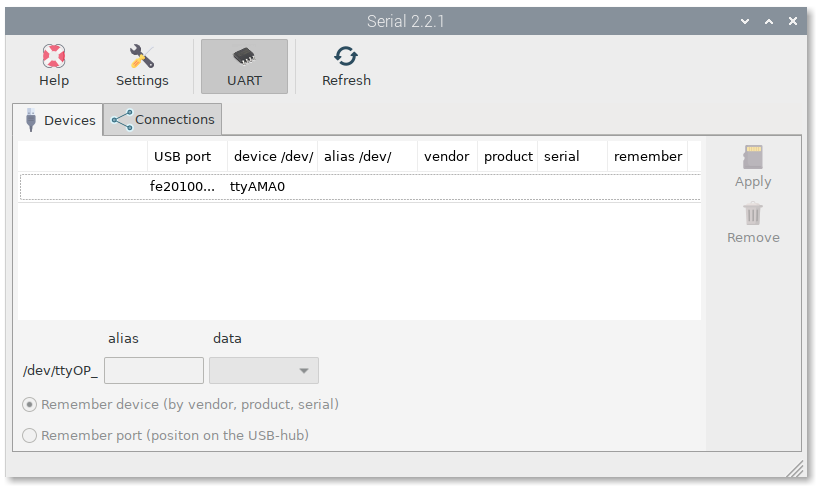 Serial 2.2.1
Help Settings UART Refresh
Devices Connections
USB port device /dev/ alias /dev/ vendor product serial remember
fe20100... ttyAMA0
Apply
Remove
alias data
/dev/ttyOP_
Remember device (by vendor, product, serial)
Remember port (positon on the USB-hub)